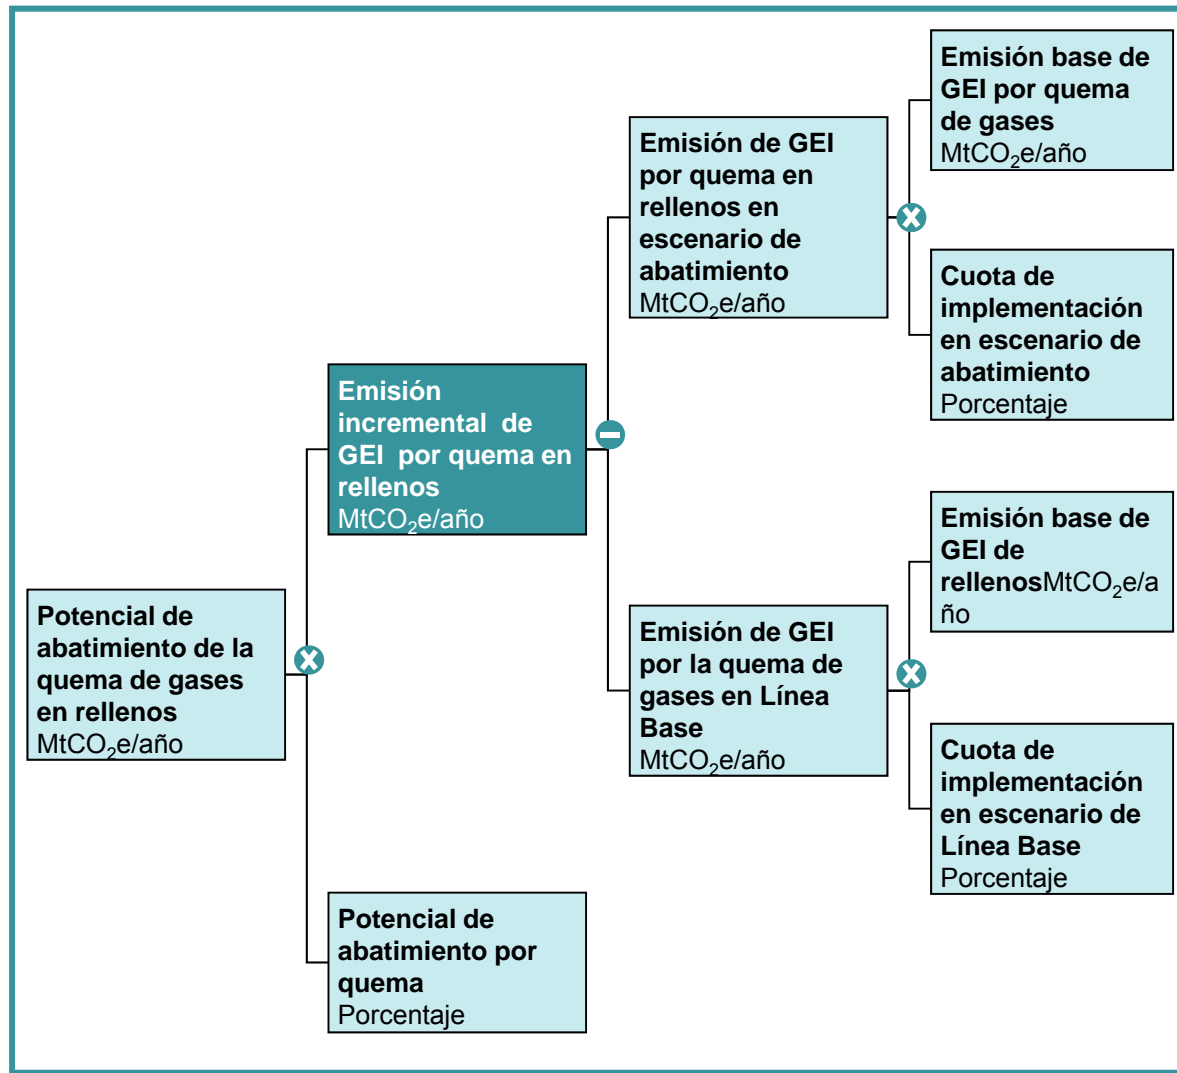 Potencial de
abatimiento de la
quema de gases
en rellenos
MtCO₂e/año
Emisión
incremental de
GEI por quema en
rellenos
MtCO₂e/año
Potencial de
abatimiento por
quema
Porcentaje
Emisión de GEI
por quema en
rellenos en
escenario de
abatimiento
MtCO₂e/año
Emisión de GEI
por la quema de
gases en Línea
Base
MtCO₂e/año
Emisión base de
GEI por quema
de gases
MtCO₂e/año
Cuota de
implementación
en escenario de
abatimiento
Porcentaje
Emisión base de
GEI de
rellenosMtCO₂e/a
ño
Cuota de
implementación
en escenario de
Línea Base
Porcentaje